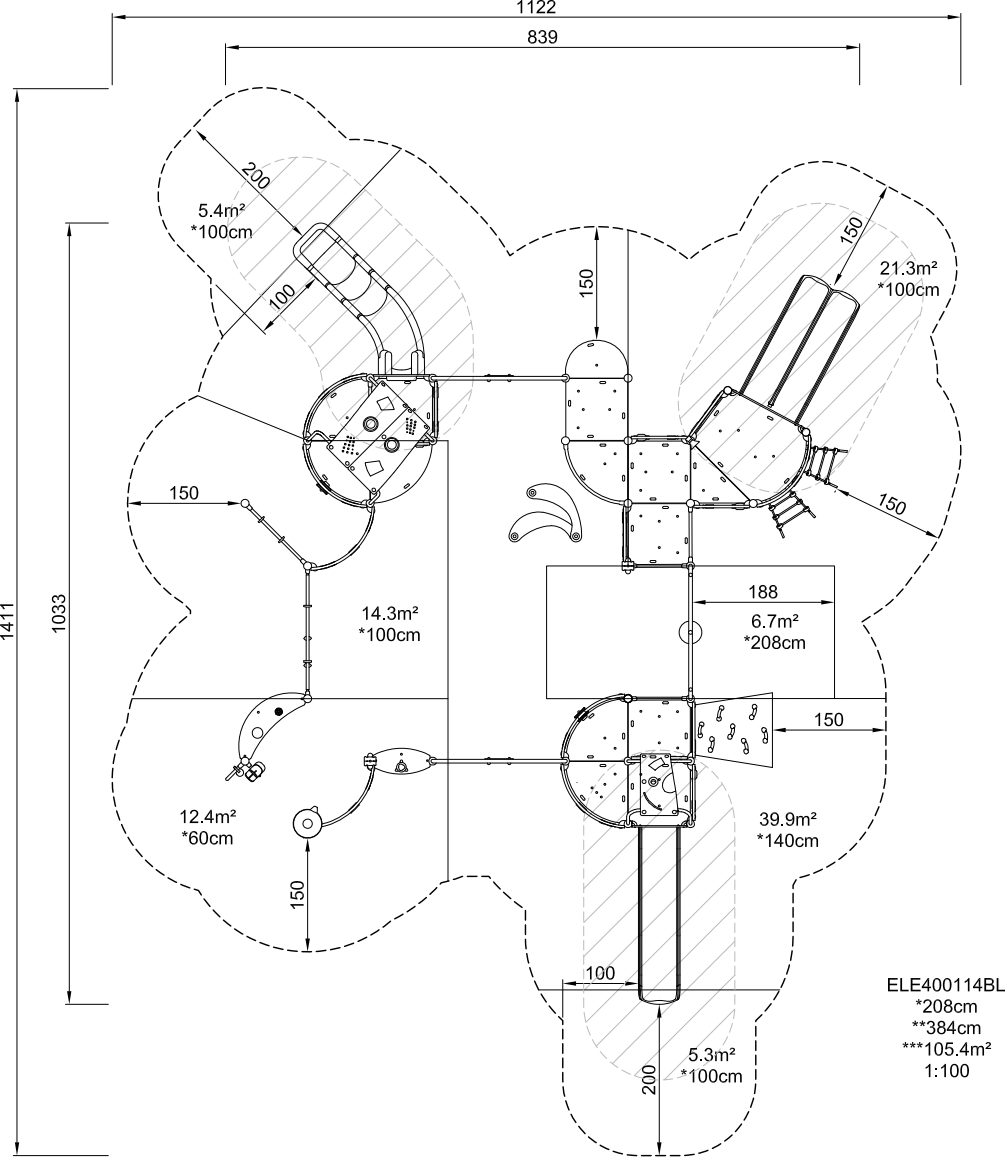 1122
839
200
5.4m²
*100cm
150
150
21.3m²
*100cm
100
150
150
1411
1033
188
14.3m²
*100cm
6.7m²
*208cm
150
12.4m²
*60cm
39.9m²
*140cm
150
100
ELE400114BL
*208cm
**384cm
***105.4m²
1:100
5.3m²
*100cm
200